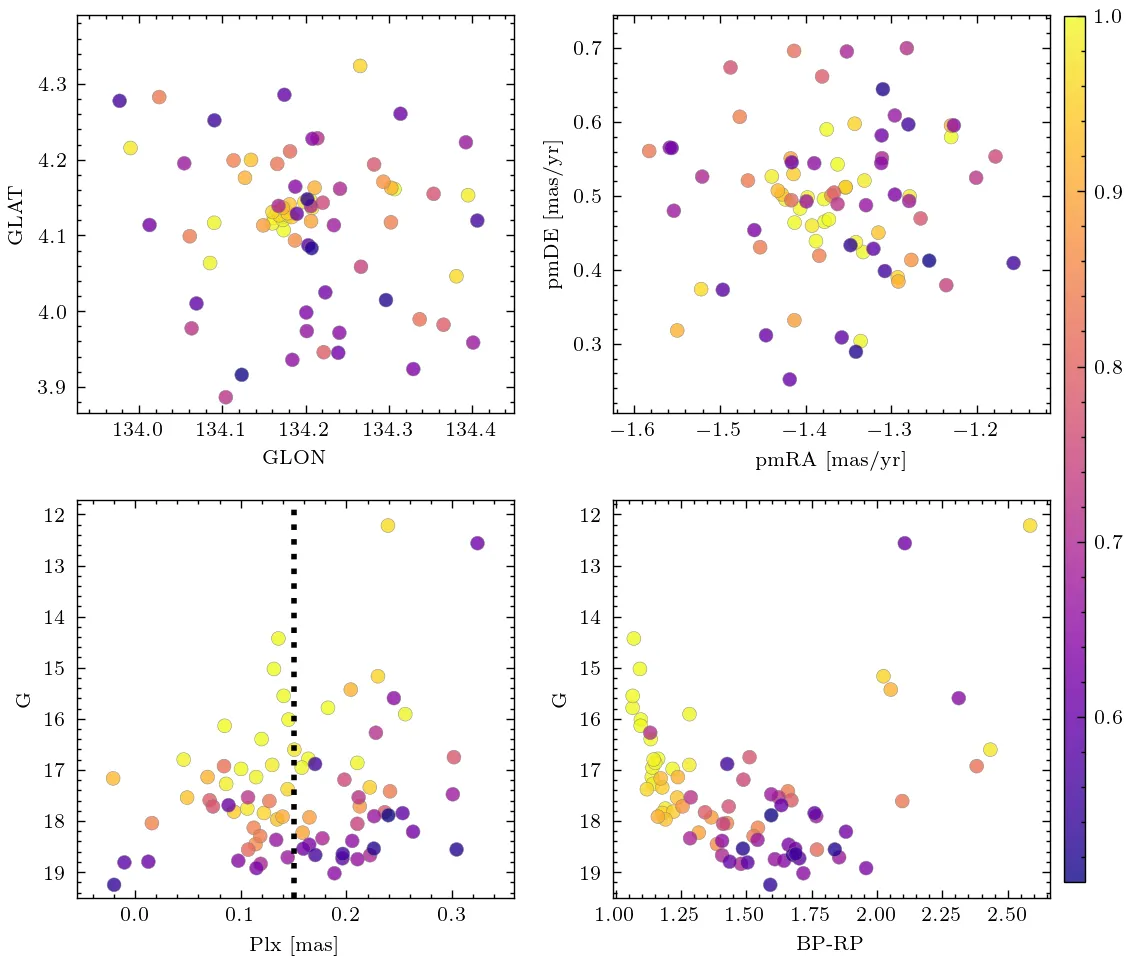 4.3
4.2
4.1
4.0
3.9
GLAT
134.0 134.1 134.2 134.3 134.4
GLON
0.7
0.6
0.5
0.4
0.3
pmDE [mas/yr]
−1.6 −1.5 −1.4 −1.3 −1.2
pmRA [mas/yr]
1.0
0.9
0.8
0.7
0.6
12
13
14
15
16
17
18
19
G
0.0 0.1 0.2 0.3
Plx [mas]
12
13
14
15
16
17
18
19
G
1.00 1.25 1.50 1.75 2.00 2.25 2.50
BP-RP